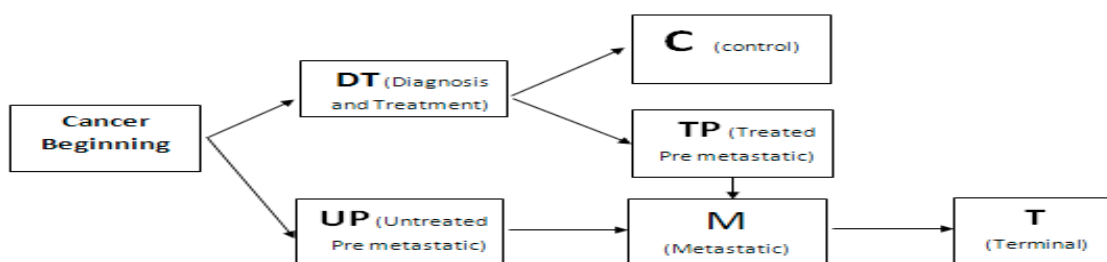 Cancer
Beginning
DT (Diagnosis
and Treatment)
C (control)
TP (Treated
Pre metastatic)
UP (Untreated
Pre metastatic)
M
(Metastatic)
T
(Terminal)